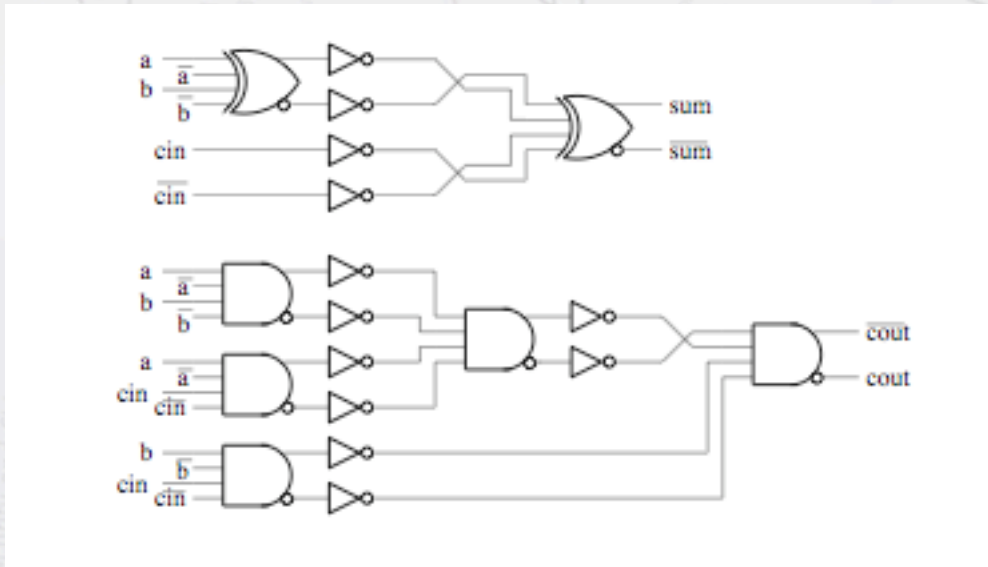 a
a̅
b
b̅
sum
cin
s̅u̅m̅
c̅i̅n̅
a
a̅
b
b̅
c̅o̅u̅t̅
a
a̅
cout
cin
c̅i̅n̅
b
b̅
cin
c̅i̅n̅